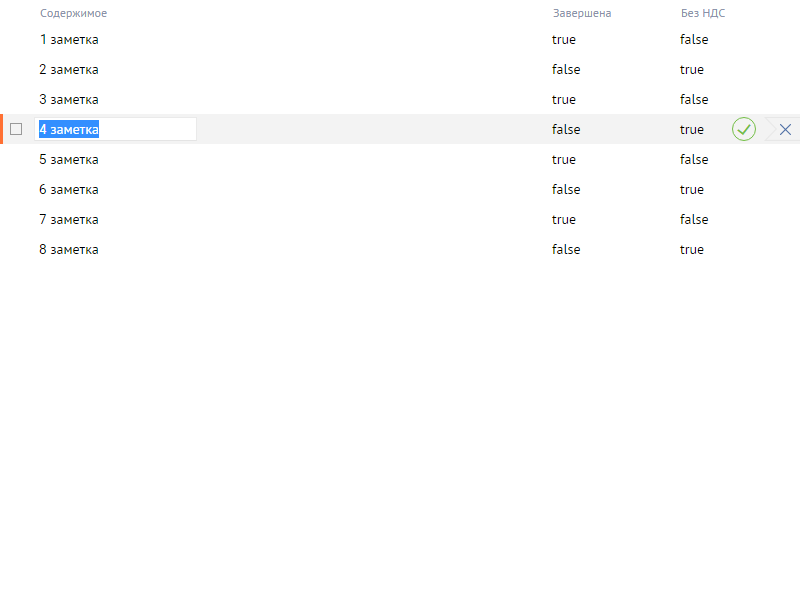 Содержимое Завершена Без НДС
1 заметка true false
2 заметка false true
3 заметка true false
4 заметка false true
5 заметка true false
6 заметка false true
7 заметка true false
8 заметка false true